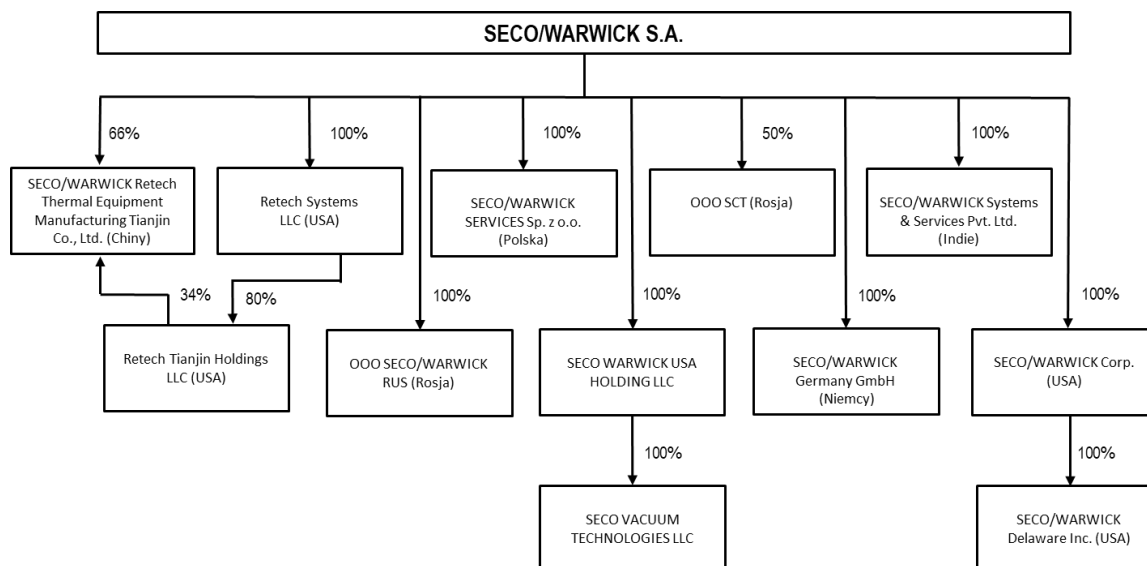 SECO/WARWICK S.A.
66%
100%
100%
50%
100%
SECO/WARWICK Retech
Thermal Equipment
Manufacturing Tianjin
Co., Ltd. (Chiny)
Retech Systems
LLC (USA)
SECO/WARWICK
SERVICES Sp. z o.o.
(Polska)
OOO SCT (Rosja)
SECO/WARWICK Systems
& Services Pvt. Ltd.
(Indie)
34%
80%
100%
100%
100%
100%
Retech Tianjin Holdings
LLC (USA)
OOO SECO/WARWICK
RUS (Rosja)
SECO WARWICK USA
HOLDING LLC
SECO/WARWICK
Germany GmbH
(Niemcy)
SECO/WARWICK Corp.
(USA)
100%
100%
SECO VACUUM
TECHNOLOGIES LLC
SECO/WARWICK
Delaware Inc. (USA)